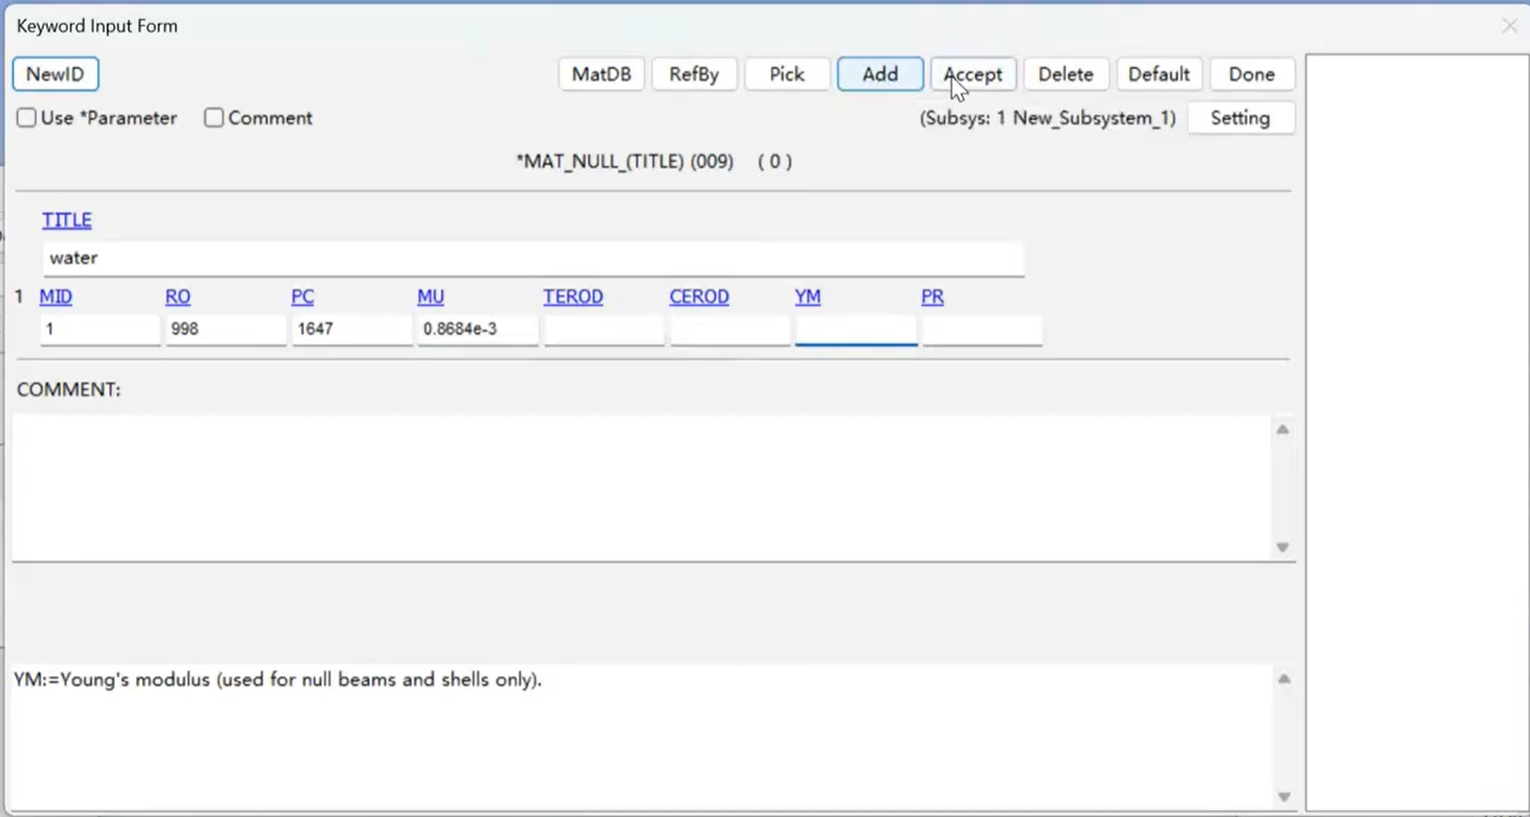 Keyword Input Form
NewID MatDB RefBy Pick Add Accept Delete Default Done
Use *Parameter Comment (Subsys: 1 New_Subsystem_1) Setting
*MAT_NULL_(TITLE) (009) ( 0 )
TITLE
water
1 MID RO PC MU TEROD CEROD YM PR
1 998 1647 0.8684e-3
COMMENT:
YM:=Young's modulus (used for null beams and shells only).